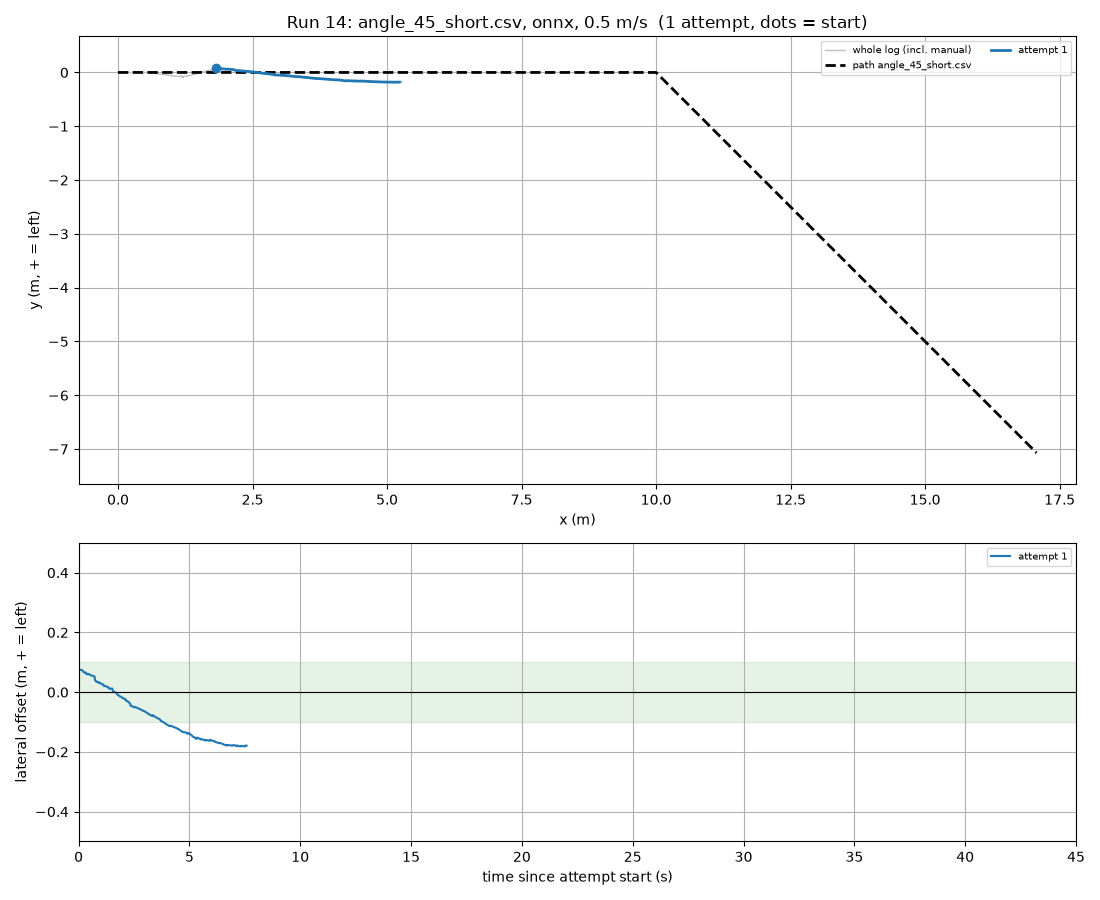 Run 14: angle_45_short.csv, onnx, 0.5 m/s  (1 attempt, dots = start)
whole log (incl. manual)
path angle_45_short.csv
attempt 1
0
−1
−2
−3
−4
−5
−6
−7
y (m, + = left)
0.0 2.5 5.0 7.5 10.0 12.5 15.0 17.5
x (m)
attempt 1
0.4
0.2
0.0
−0.2
−0.4
lateral offset (m, + = left)
0 5 10 15 20 25 30 35 40 45
time since attempt start (s)